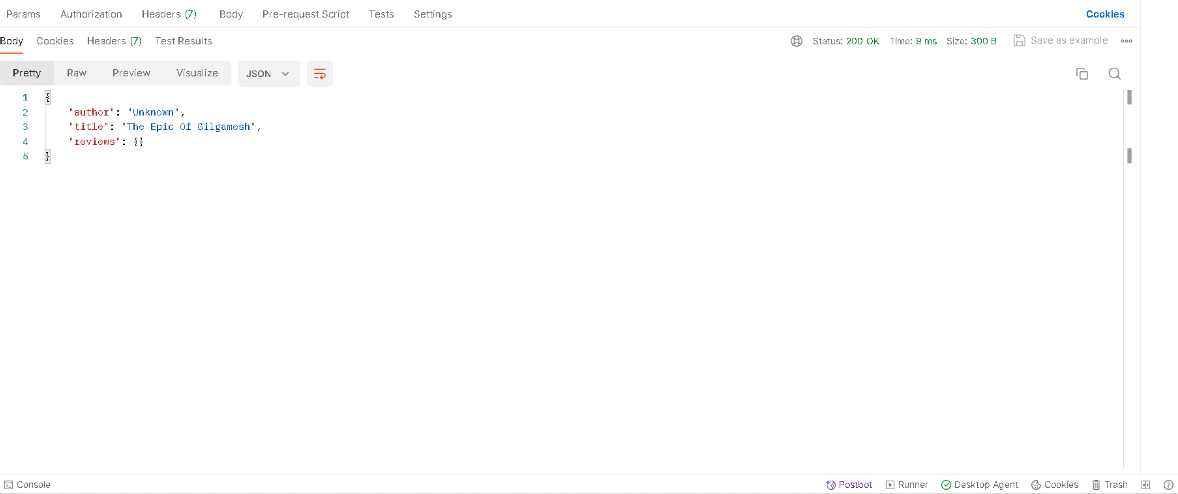 Params Authorization Headers (7) Body Pre-request Script Tests Settings Cookies
Body Cookies Headers (7) Test Results Status: 200 OK Time: 9 ms Size: 300 B Save as example
Pretty Raw Preview Visualize JSON
1 {
2 "author": "Unknown",
3 "title": "The Epic Of Gilgamesh",
4 "reviews": {}
5 }
Console Postbot Runner Desktop Agent Cookies Trash